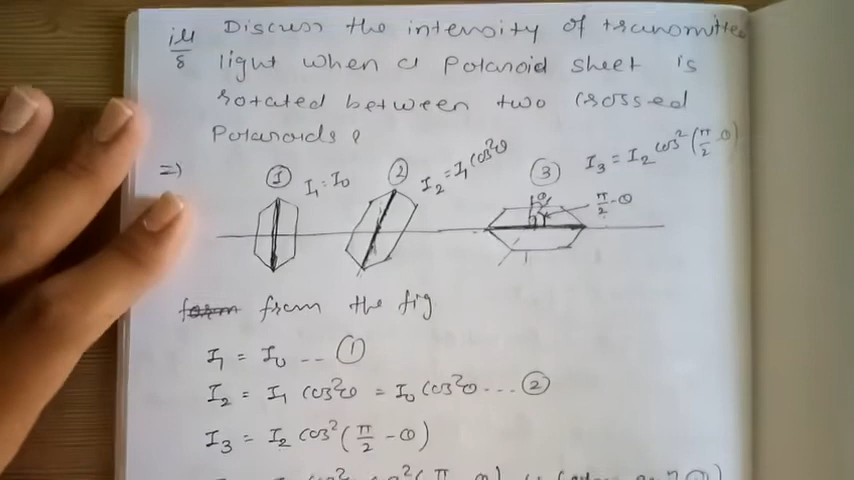 ill
8
Discuss the intensity of transmitted
light when a Polaroid sheet is
rotated between two crossed
Polaroids ?
=> ① I₁ = I₀ ② I₂ = I₁ cos²θ ③ I₃ = I₂ cos² (π/2 - θ)
θ π/2 - θ
form from the fig
I₁ = I₀ -- ①
I₂ = I₁ cos²θ = I₀ cos²θ --- ②
I₃ = I₂ cos² (π/2 - θ)